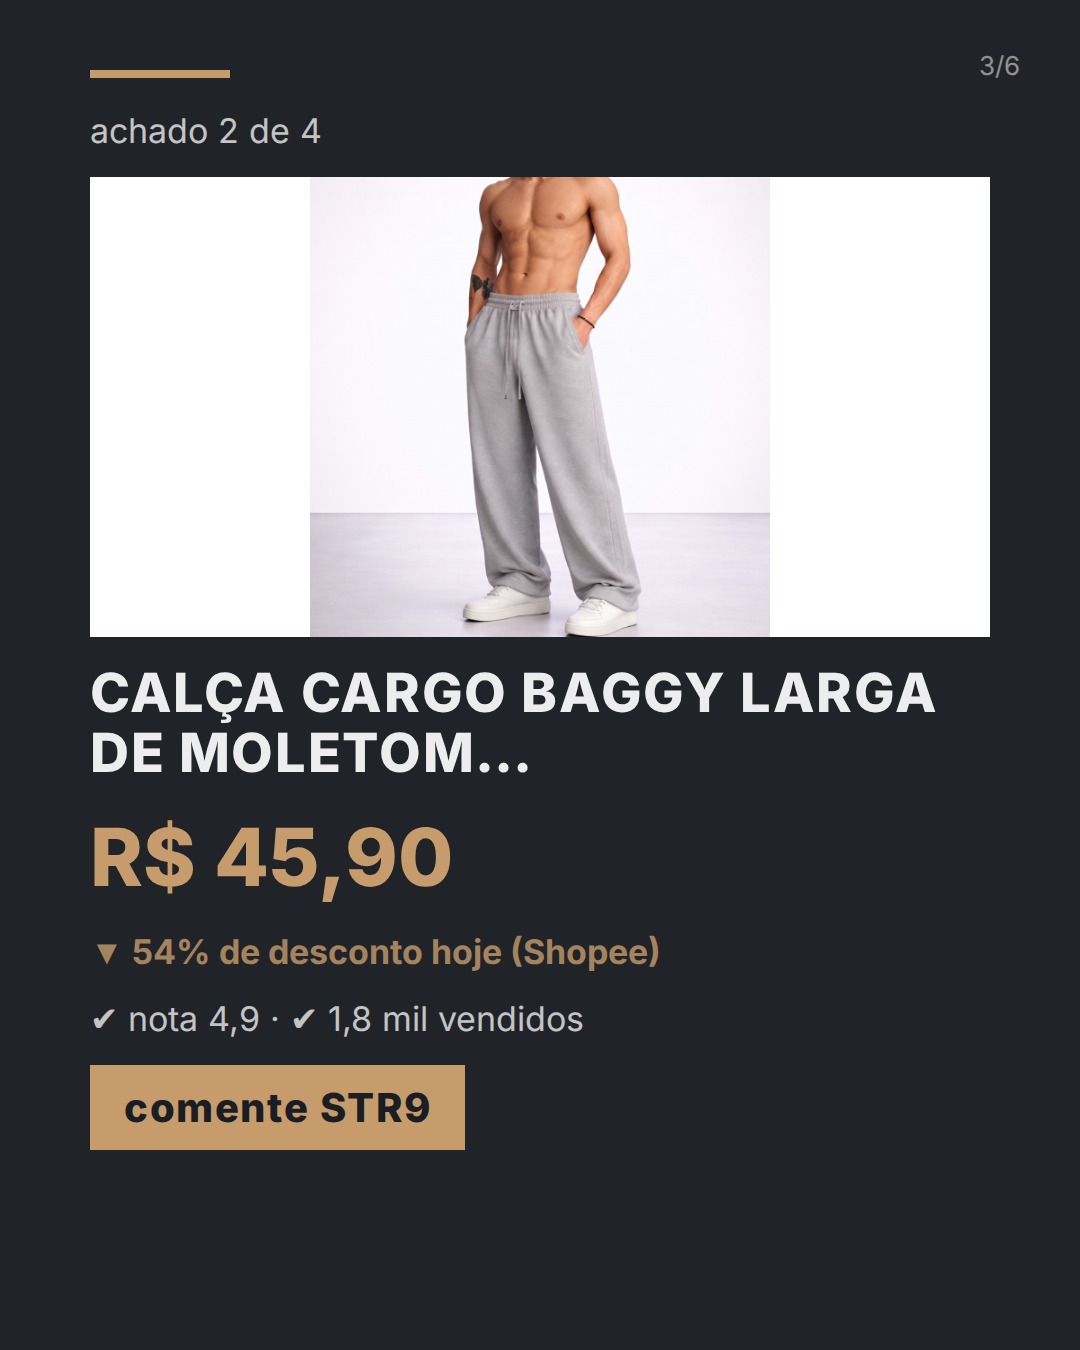 3/6
achado 2 de 4
CALÇA CARGO BAGGY LARGA
DE MOLETOM...
R$ 45,90
▼ 54% de desconto hoje (Shopee)
✔ nota 4,9 · ✔ 1,8 mil vendidos
comente STR9